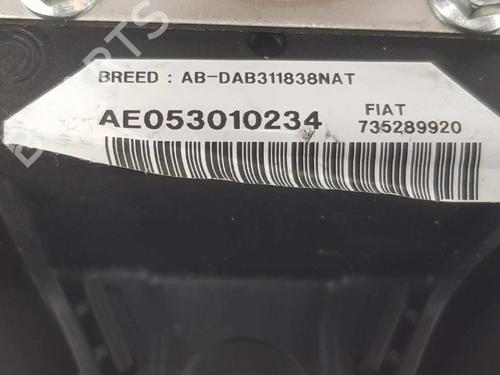 BREED : AB-DAB311838NAT
AE053010234
FIAT
735289920